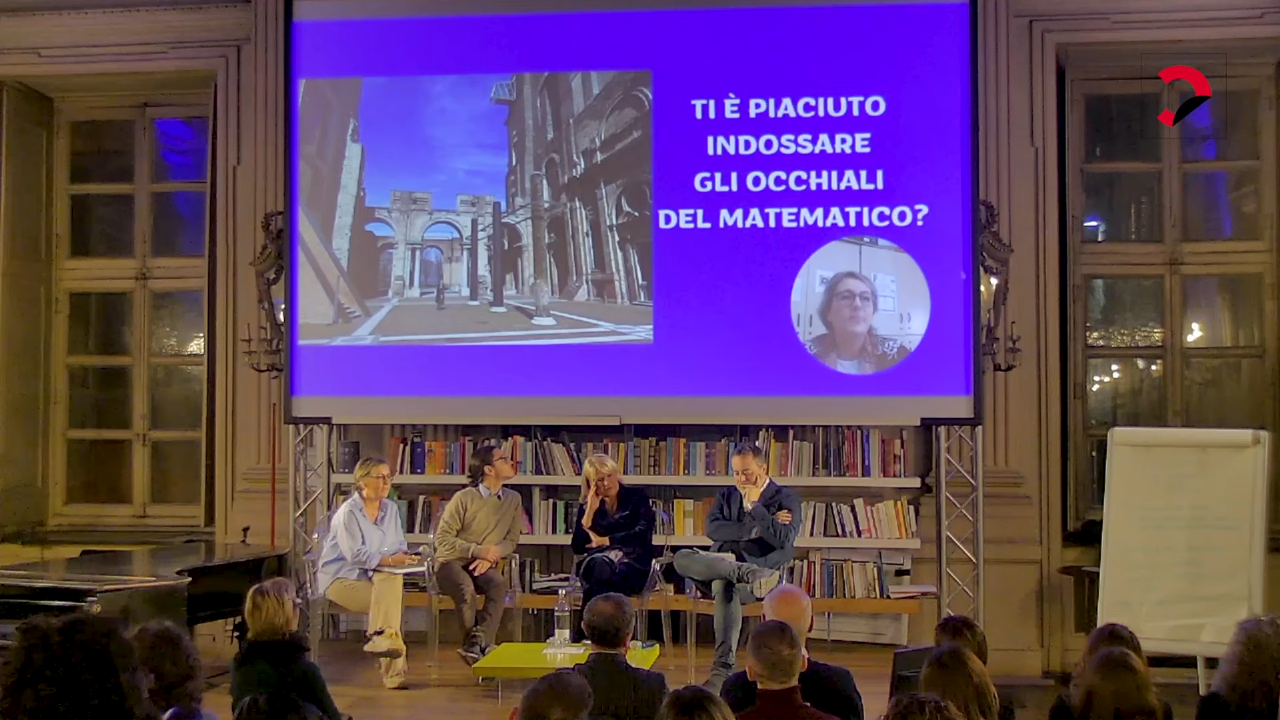 TI È PIACIUTO
INDOSSARE
GLI OCCHIALI
DEL MATEMATICO?